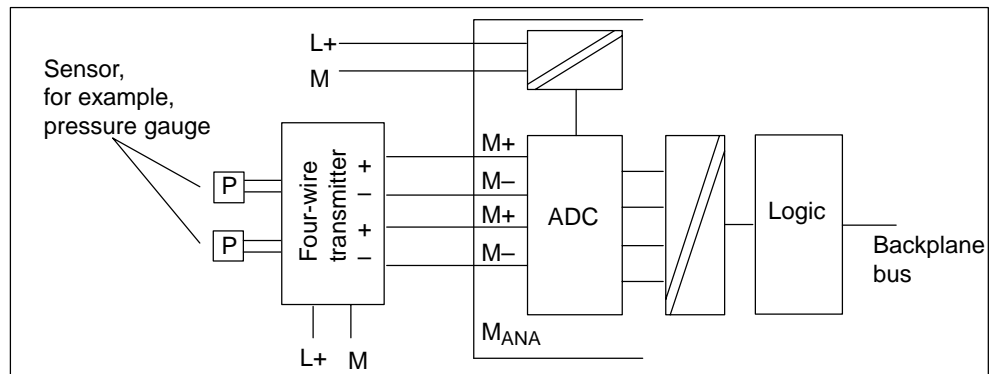 L+
M
Sensor,
for example,
pressure gauge
P
P
Four-wire
transmitter
+
–
+
–
L+
M
M+
M–
M+
M–
MANA
ADC
Logic
Backplane
bus